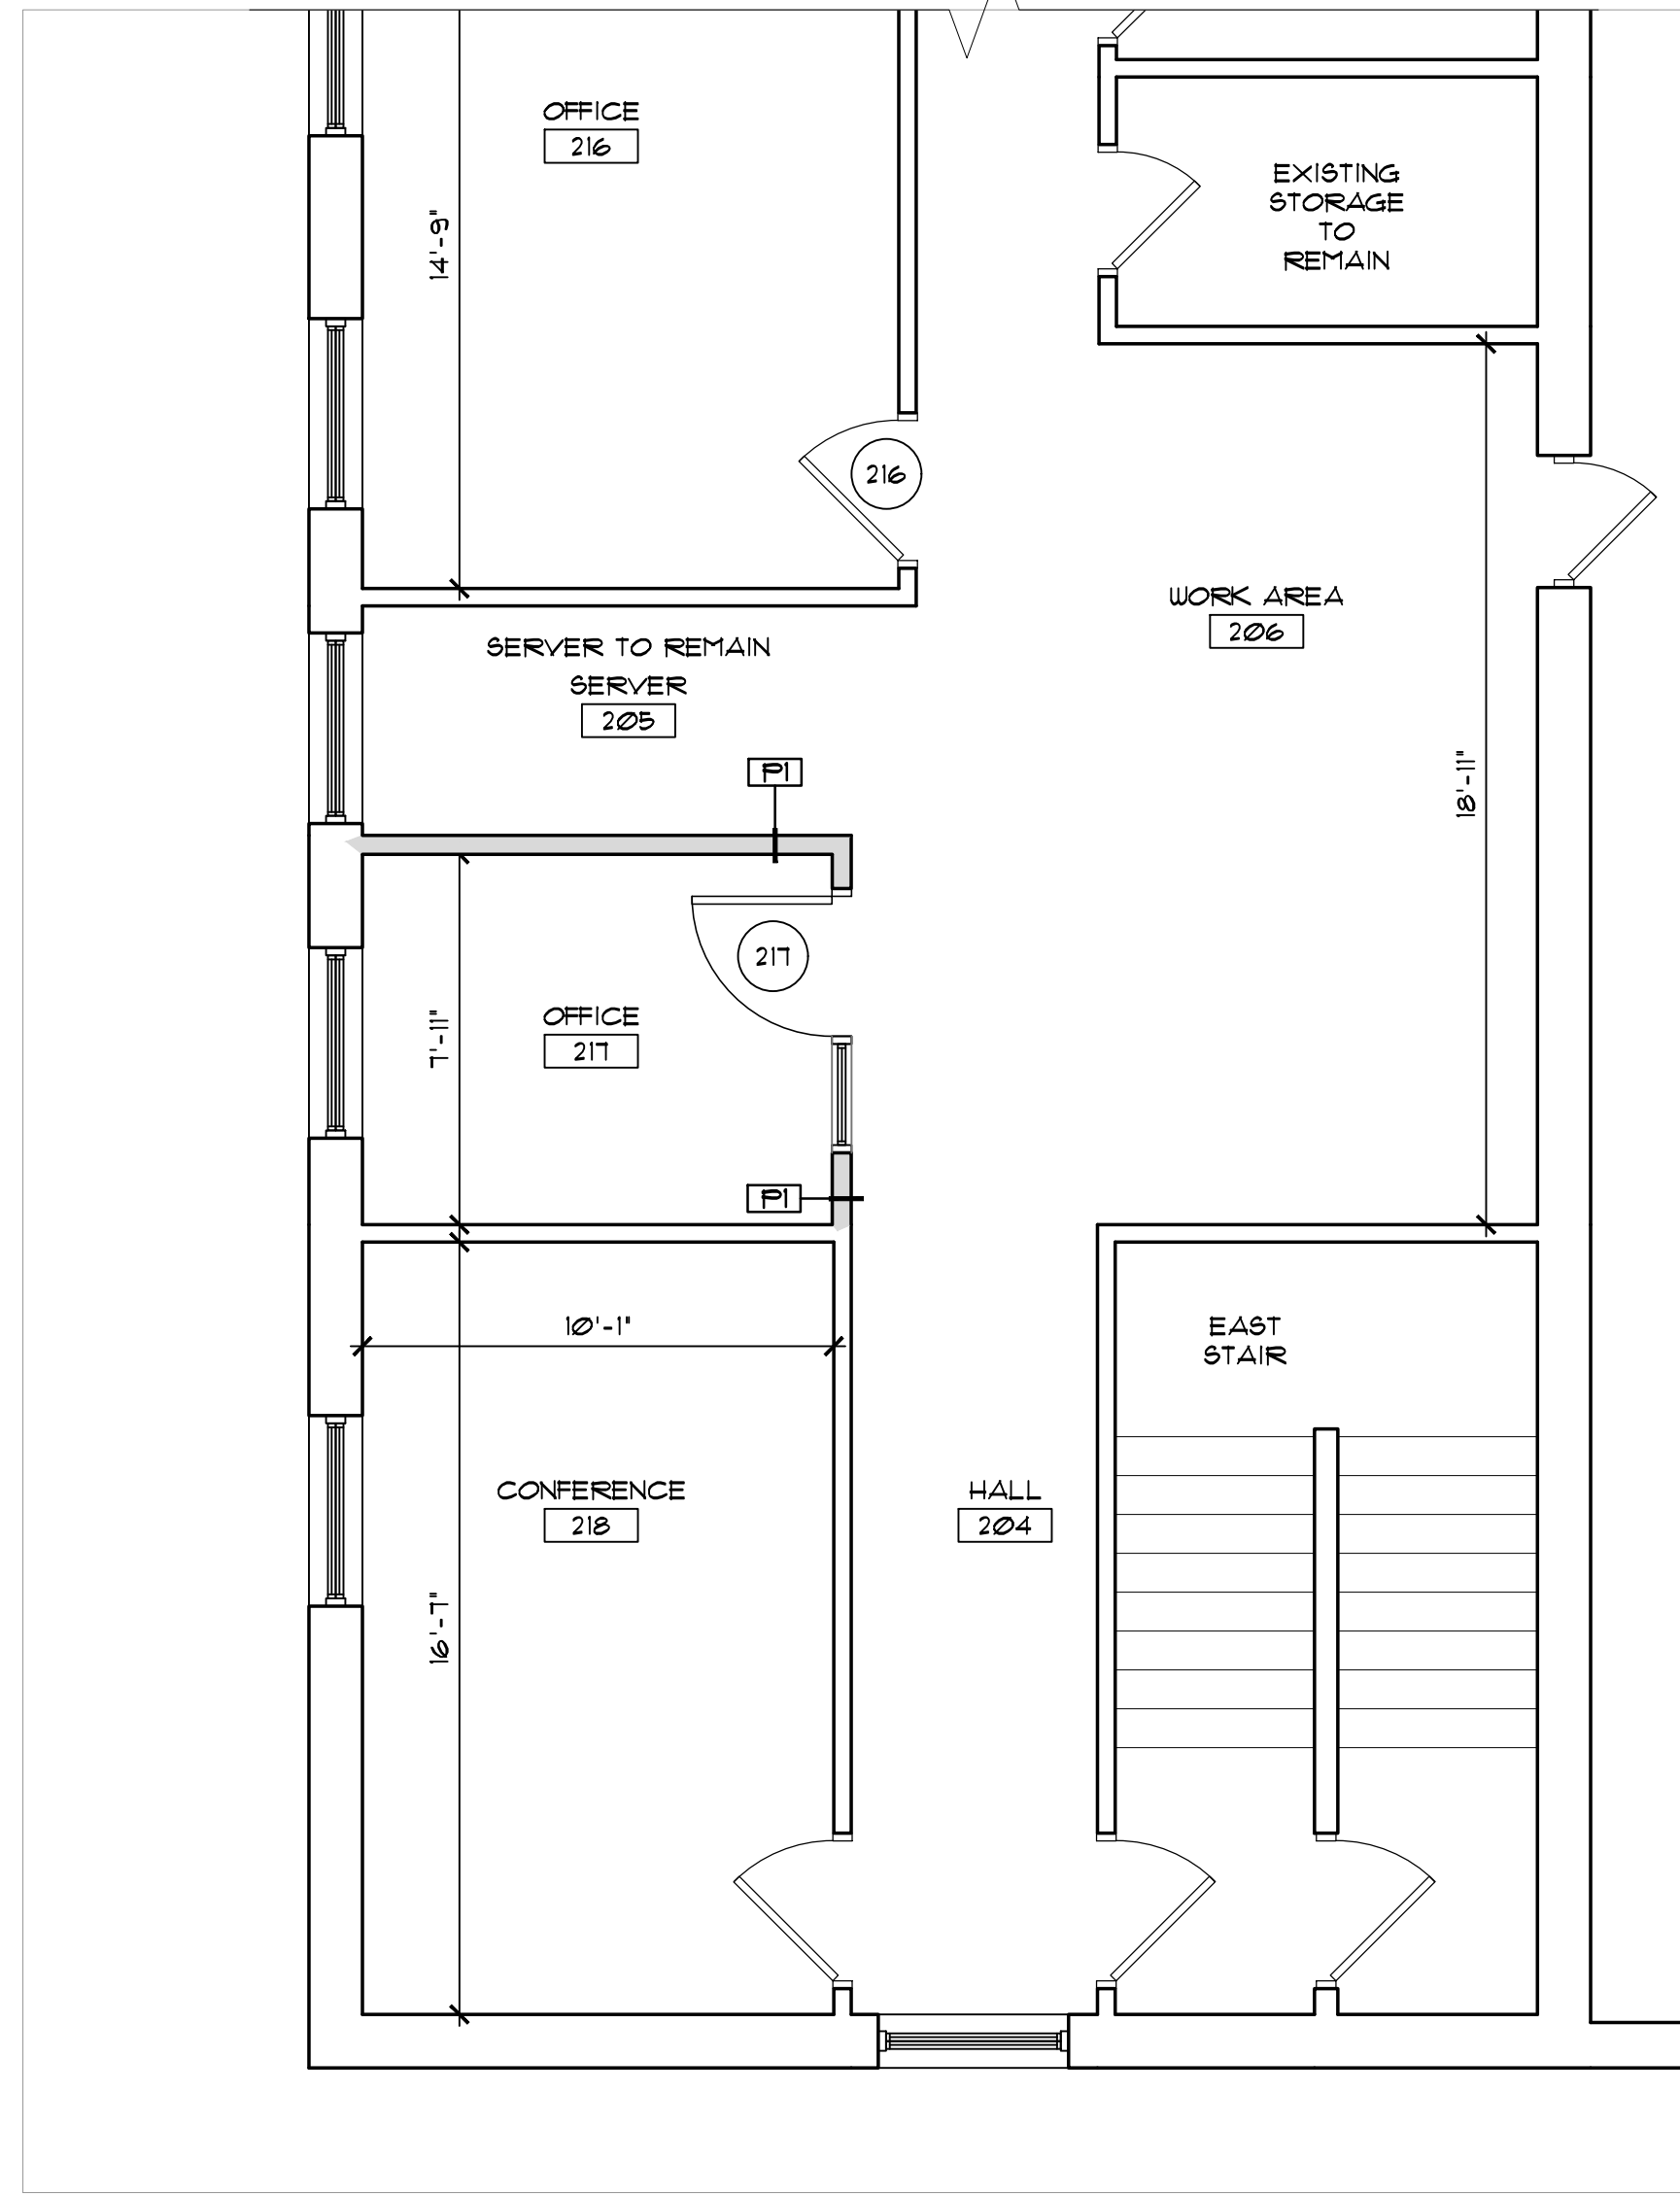 OFFICE
216
14'-9"
EXISTING
STORAGE
TO
REMAIN
216
WORK AREA
206
SERVER TO REMAIN
SERVER
205
P1
18'-11"
217
OFFICE
217
7'-11"
P1
10'-1"
EAST
STAIR
CONFERENCE
218
HALL
204
16'-7"